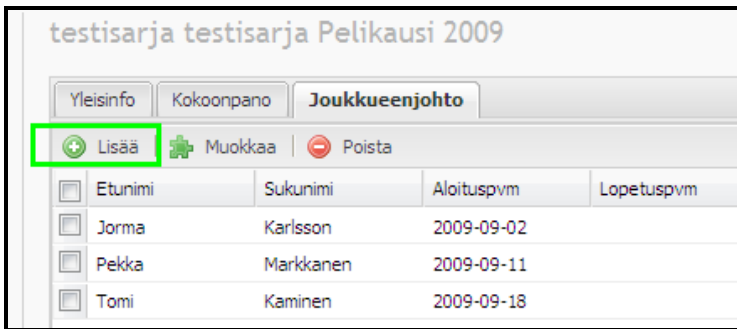 testisarja testisarja Pelikausi 2009
Yleisinfo Kokoonpano Joukkueenjohto
Lisää Muokkaa Poista
Etunimi Sukunimi Aloituspvm Lopetuspvm
Jorma Karlsson 2009-09-02
Pekka Markkanen 2009-09-11
Tomi Kaminen 2009-09-18